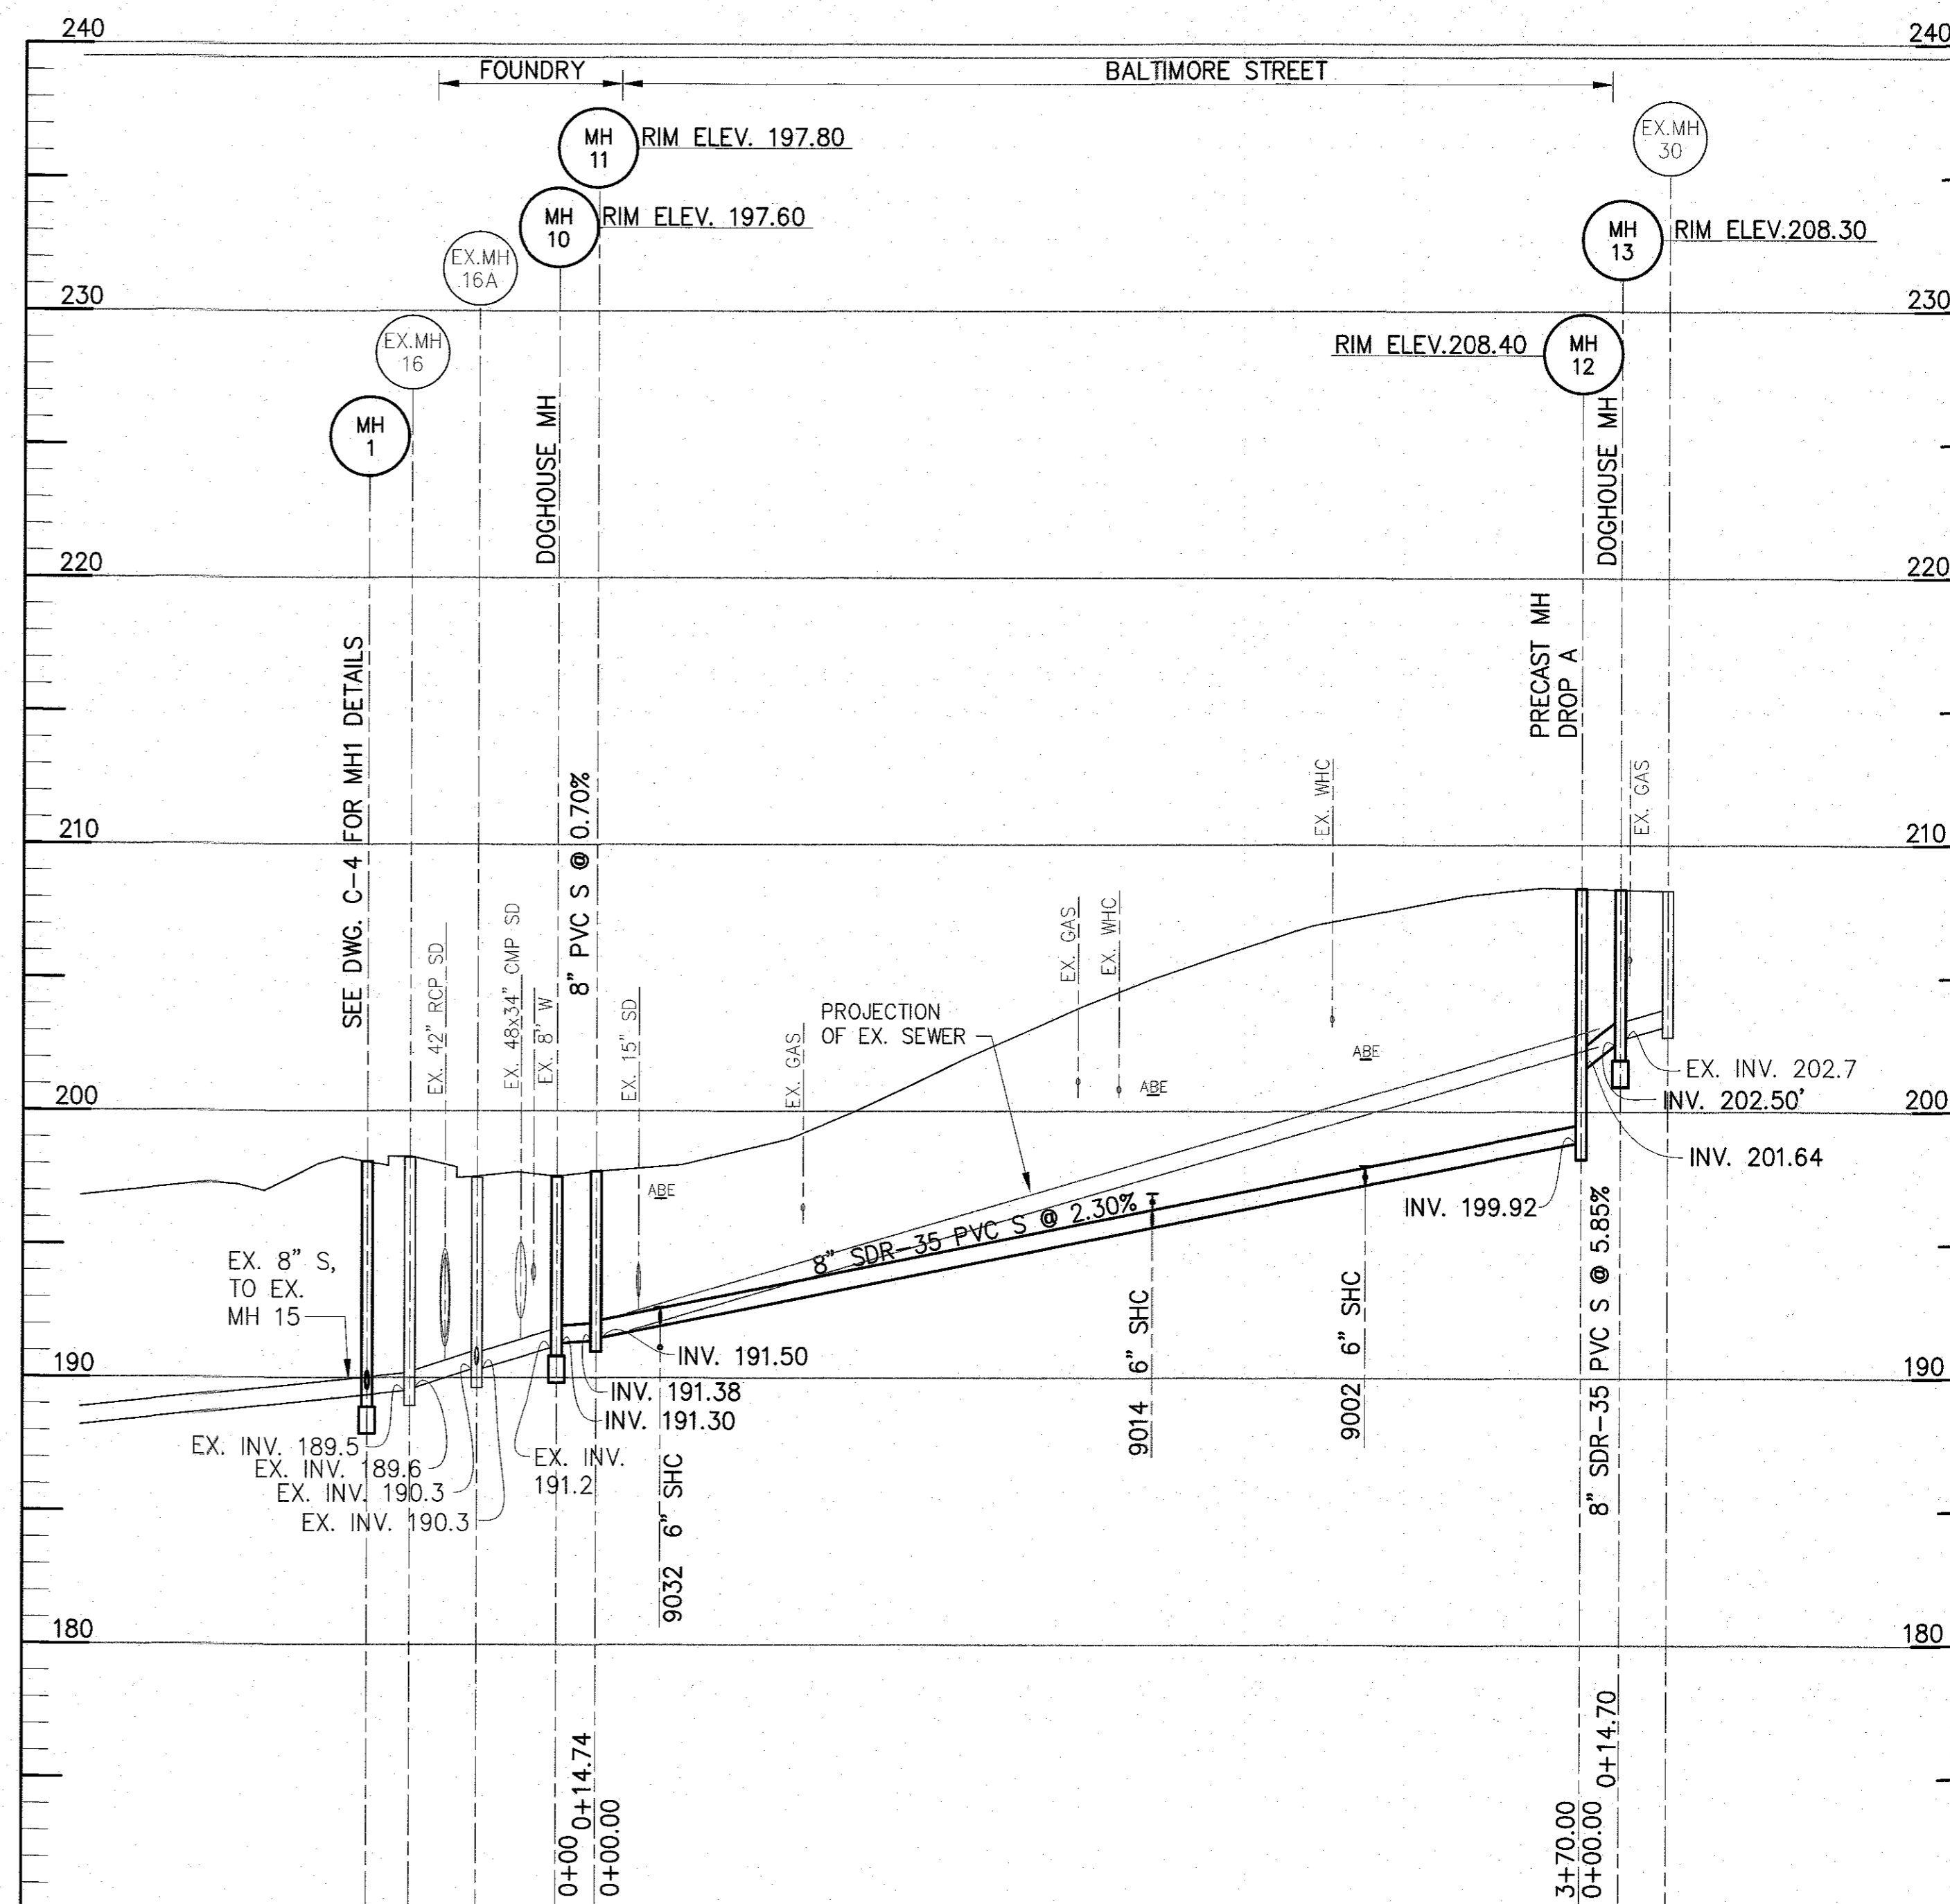 240
240
FOUNDRY
BALTIMORE STREET
MH
11
RIM ELEV. 197.80
EX.MH
30
MH
10
RIM ELEV. 197.60
MH
13
RIM ELEV.208.30
EX.MH
16A
230
230
EX.MH
16
RIM ELEV.208.40
MH
12
MH
1
DOGHOUSE MH
DOGHOUSE MH
220
220
SEE DWG. C-4 FOR MH1 DETAILS
PRECAST MH
DROP A
8" PVC S @ 0.70%
EX. WHC
EX. GAS
210
210
EX. 42" RCP SD
EX. 48x34" CMP SD
EX. 8" W
EX. 15" SD
EX. GAS
EX. GAS
EX. WHC
PROJECTION
OF EX. SEWER
ABE
ABE
ABE
200
200
EX. INV. 202.7
INV. 202.50'
INV. 201.64
INV. 199.92
8" SDR-35 PVC S @ 2.30%
8" SDR-35 PVC S @ 5.85%
EX. 8" S,
TO EX.
MH 15
190
190
INV. 191.50
INV. 191.38
INV. 191.30
EX. INV.
191.2
EX. INV. 189.5
EX. INV. 189.6
EX. INV. 190.3
EX. INV. 190.3
9032 6" SHC
9014 6" SHC
9002 6" SHC
180
180
0+00
0+14.74
0+00.00
3+70.00
0+00.00
0+14.70